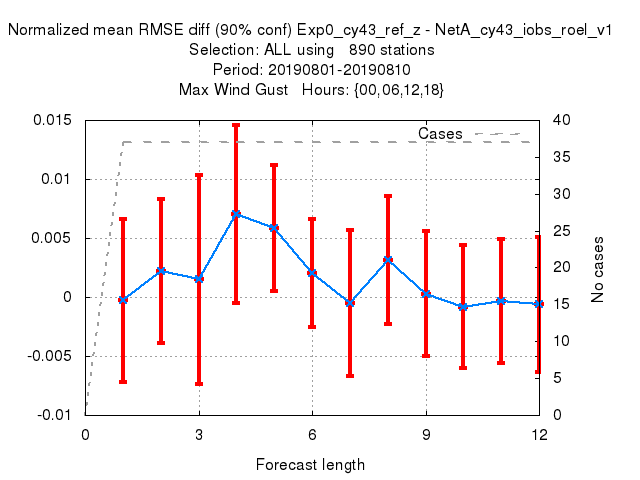 Normalized mean RMSE diff (90% conf) Exp0_cy43_ref_z - NetA_cy43_iobs_roel_v1
Selection: ALL using 890 stations
Period: 20190801-20190810
Max Wind Gust Hours: {00,06,12,18}
0.015
0.01
0.005
0
-0.005
-0.01
Cases
40
35
30
25
20
15
10
5
0
No cases
0 3 6 9 12
Forecast length